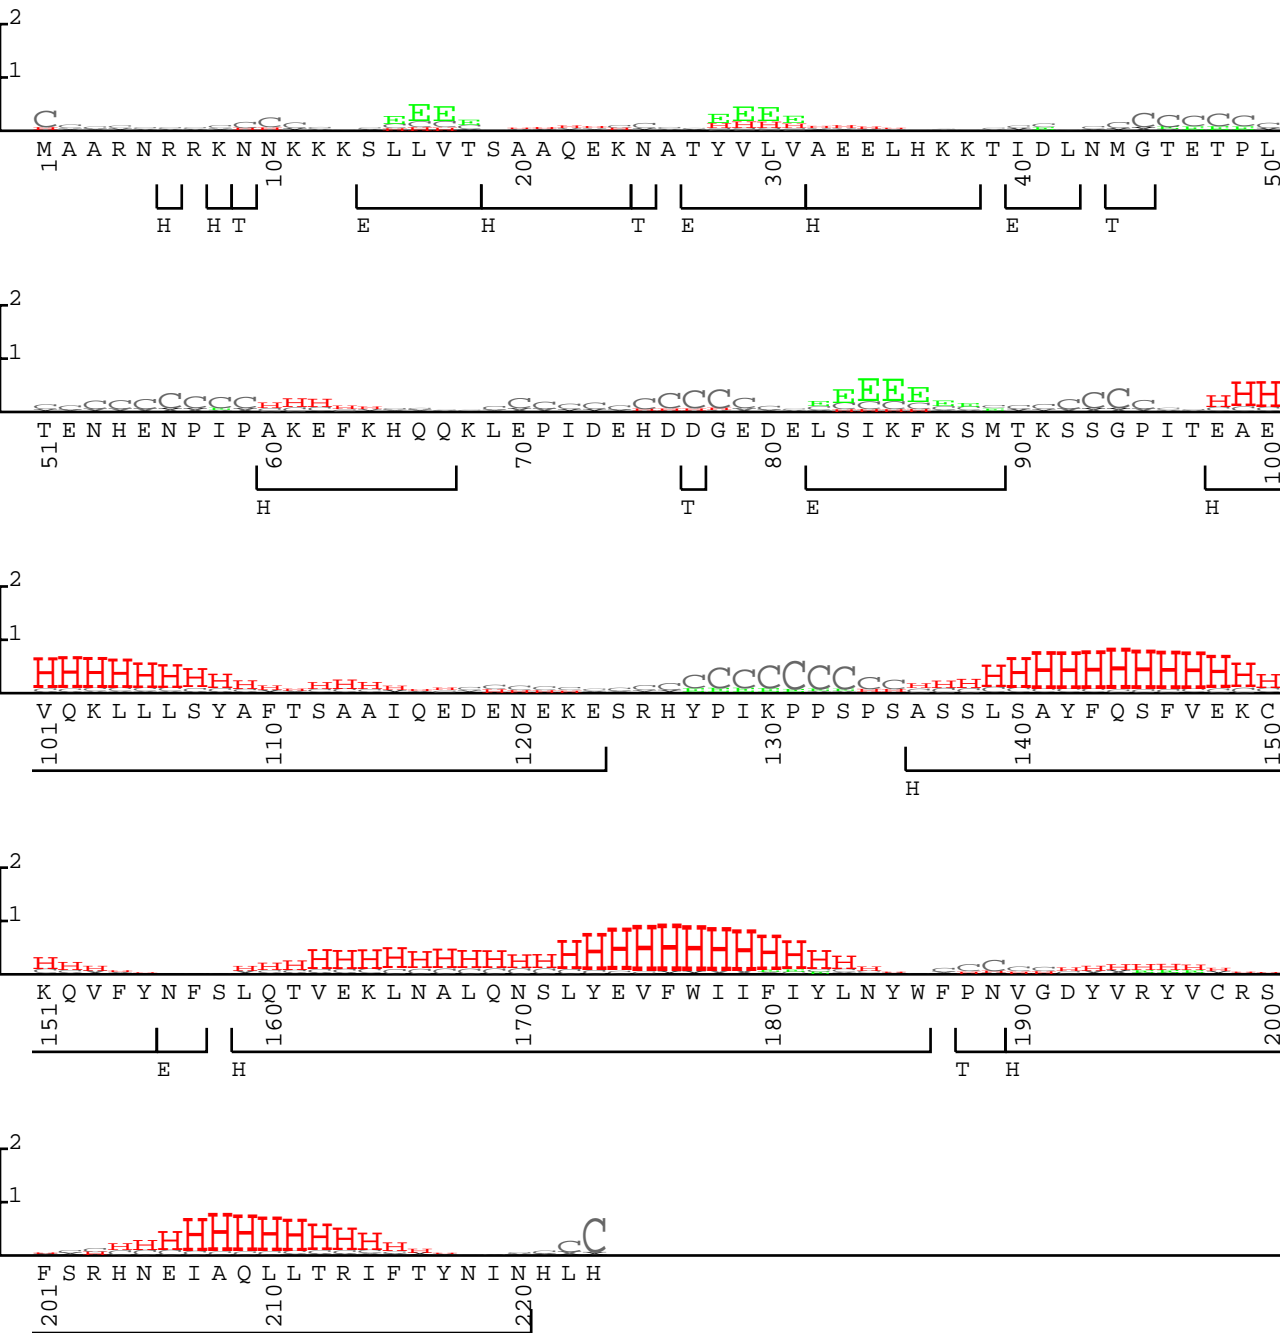 2
1
C C E E E E E E E E C C C C C
M A A R N R R K N N K K K S L L V T S A A Q E K N A T Y V L V A E E L H K K T I D L N M G T E T P L
1 10 20 30 40 50
H H T E H T E H E T
2
1
C C C C C C C C H H H C C C C C C C C C E E E E E C C C C H H H
T E N H E N P I P A K E F K H Q Q K L E P I D E H D D G E D E L S I K F K S M T K S S G P I T E A E
51 60 70 80 90 100
H T E H
2
1
H H H H H H H H H H H H C C C C C C C C C H H H H H H H H H H H H H H H
V Q K L L L S Y A F T S A A I Q E D E N E K E S R H Y P I K P P S P S A S S L S A Y F Q S F V E K C
101 110 120 130 140 150
H
2
1
H H H H H H H H H H H H H H H H H H H H H H H H H H H H C C
K Q V F Y N F S L Q T V E K L N A L Q N S L Y E V F W I I F I Y L N Y W F P N V G D Y V R Y V C R S
151 160 170 180 190 200
E H T H
2
1
H H H H H H H H H H H H C C
F S R H N E I A Q L L T R I F T Y N I N H L H
201 210 220